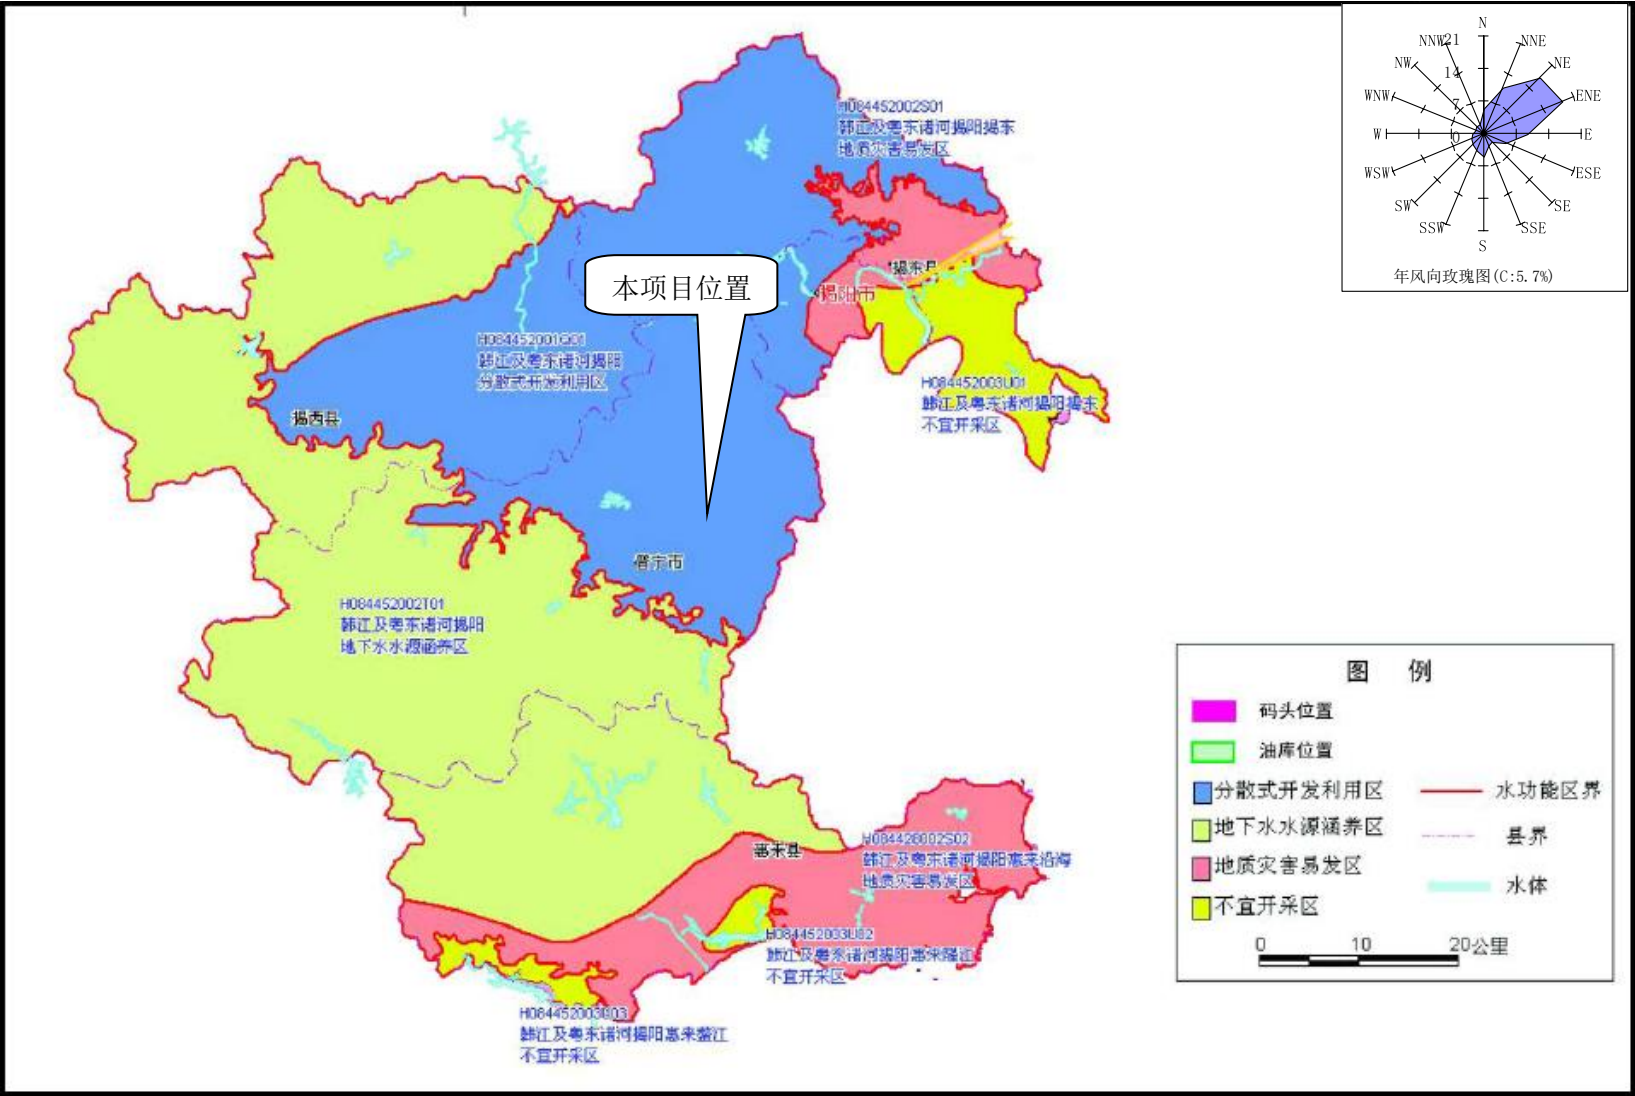 N
NNE
NE
ENE
E
ESE
SE
SSE
S
SSW
SW
WSW
W
WNW
NW
NNW
21
14
7
0
年风向玫瑰图(C:5.7%)
H084452002S01
韩江及粤东诸河揭阳揭东
地质灾害易发区
揭东县
揭阳市
本项目位置
H084452001Q01
韩江及粤东诸河揭阳
分散式开发利用区
H084452003U01
韩江及粤东诸河揭阳揭东
不宜开采区
揭西县
普宁市
H084452002T01
韩江及粤东诸河揭阳
地下水水源涵养区
惠来县
H084428002S02
韩江及粤东诸河揭阳惠来沿海
地质灾害易发区
H084452003U02
韩江及粤东诸河揭阳惠来隆江
不宜开采区
H084452003U03
韩江及粤东诸河揭阳惠来鳌江
不宜开采区
图 例
码头位置
油库位置
分散式开发利用区
水功能区界
地下水水源涵养区
县界
地质灾害易发区
水体
不宜开采区
0 10 20公里